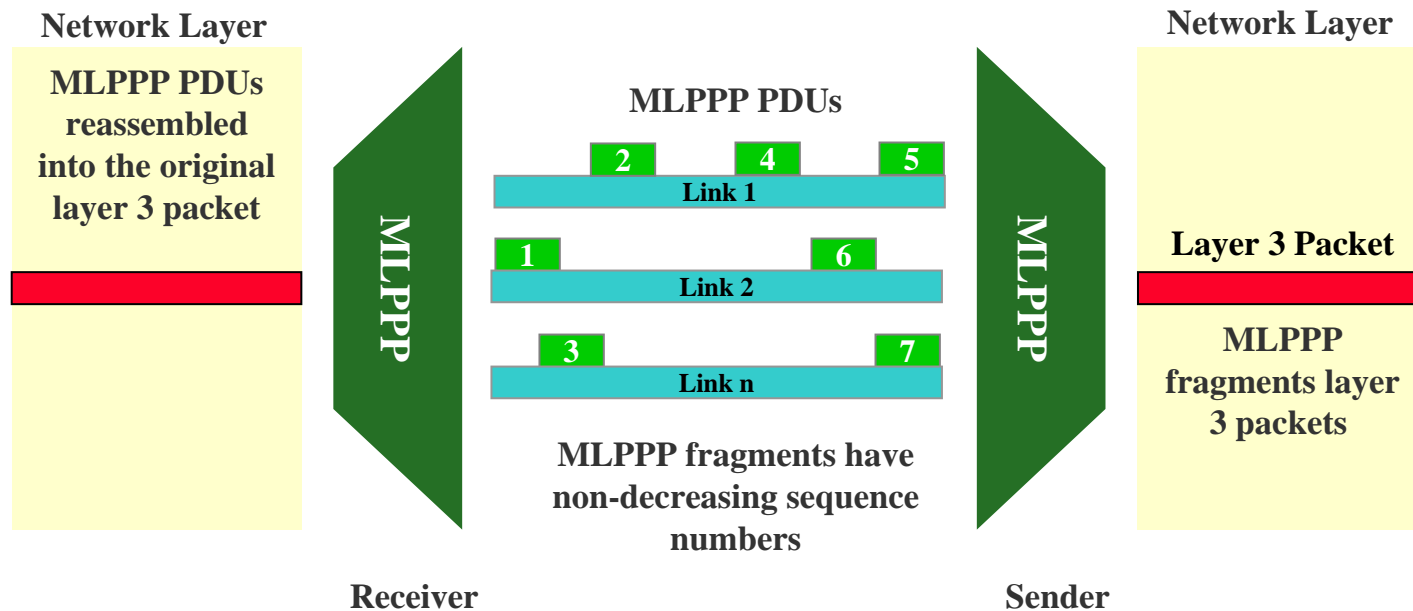 Network Layer
MLPPP PDUs
reassembled
into the original
layer 3 packet
MLPPP
MLPPP PDUs
2 4 5
Link 1
1 6
Link 2
3 7
Link n
MLPPP fragments have
non-decreasing sequence
numbers
MLPPP
Network Layer
Layer 3 Packet
MLPPP
fragments layer
3 packets
Receiver
Sender